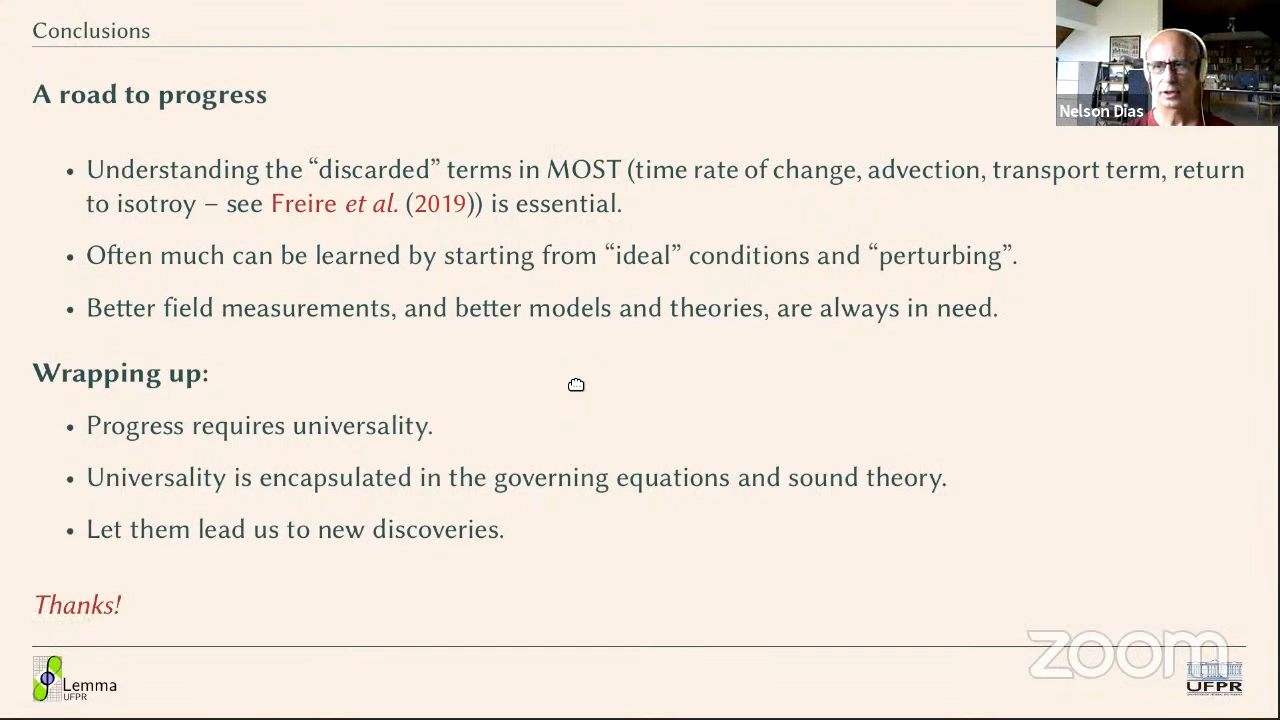 Conclusions
Nelson Dias
A road to progress
• Understanding the “discarded” terms in MOST (time rate of change, advection, transport term, return
to isotroy – see Freire et al. (2019)) is essential.
• Often much can be learned by starting from “ideal” conditions and “perturbing”.
• Better field measurements, and better models and theories, are always in need.
Wrapping up:
• Progress requires universality.
• Universality is encapsulated in the governing equations and sound theory.
• Let them lead us to new discoveries.
Thanks!
zoom
Lemma
UFPR
UFPR